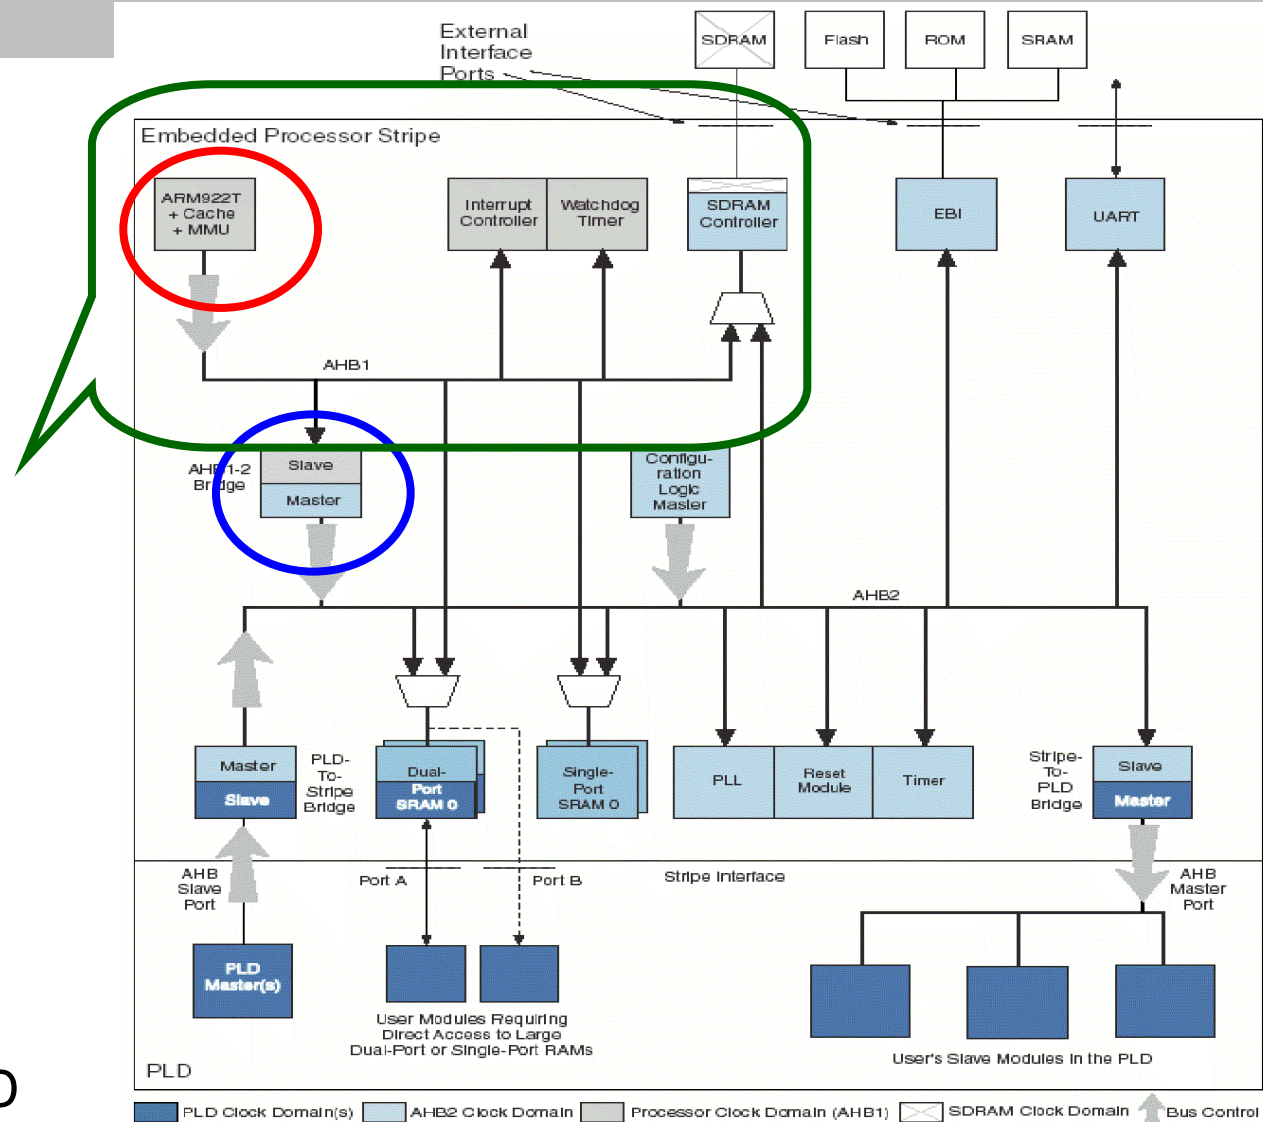 External
Interface
Ports
SDRAM
Flash
ROM
SRAM
Embedded Processor Stripe
ARM922T
+ Cache
+ MMU
Interrupt
Controller
Watchdog
Timer
SDRAM
Controller
EBI
UART
AHB1
AHB1-2
Bridge
Slave
Master
Configu-
ration
Logic
Master
AHB2
Master
Slave
PLD-
To-
Stripe
Bridge
Dual-
Port
SRAM 0
Single-
Port
SRAM 0
PLL
Reset
Module
Timer
Stripe-
To-
PLD
Bridge
Slave
Master
AHB
Slave
Port
Port A
Port B
Stripe Interface
AHB
Master
Port
PLD
Master(s)
User Modules Requiring
Direct Access to Large
Dual-Port or Single-Port RAMs
User's Slave Modules in the PLD
PLD
PLD Clock Domain(s)
AHB2 Clock Domain
Processor Clock Domain (AHB1)
SDRAM Clock Domain
Bus Control